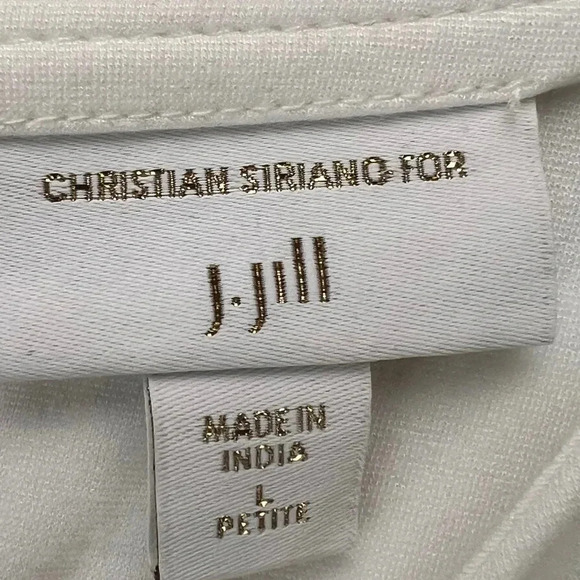 CHRISTIAN SIRIANO FOR
J.Jill
MADE IN
INDIA
L
PETITE